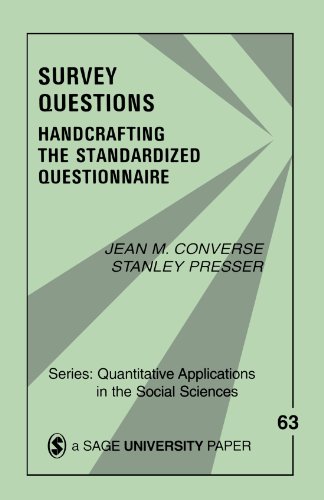 SURVEY
QUESTIONS
HANDCRAFTING
THE STANDARDIZED
QUESTIONNAIRE
JEAN M. CONVERSE
STANLEY PRESSER
Series: Quantitative Applications
in the Social Sciences
63
S a SAGE UNIVERSITY PAPER